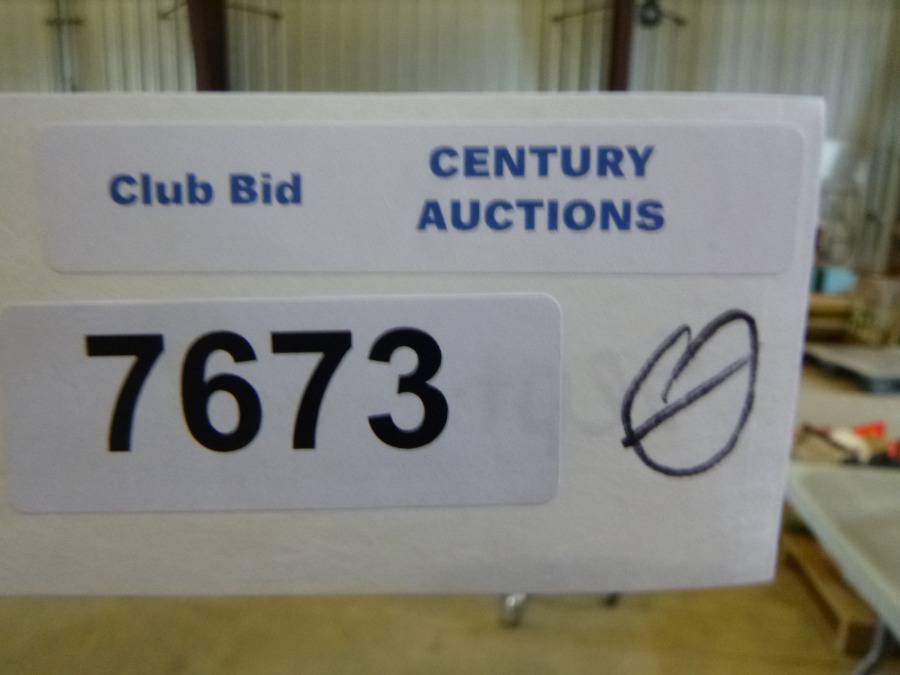 Club Bid
CENTURY
AUCTIONS
7673